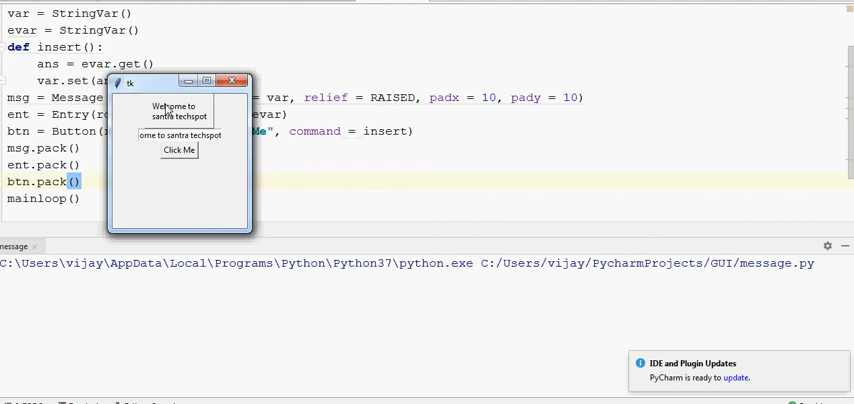 var = StringVar()
evar = StringVar()
def insert():
ans = evar.get()
var.set(an
tk
msg = Message = var, relief = RAISED, padx = 10, pady = 10)
Welcome to
santra techspot
ent = Entry(ro evar)
btn = Button(r Me", command = insert)
ome to santra techspot
msg.pack()
Click Me
ent.pack()
btn.pack()
mainloop()
message
C:\Users\vijay\AppData\Local\Programs\Python\Python37\python.exe C:/Users/vijay/PycharmProjects/GUI/message.py
IDE and Plugin Updates
PyCharm is ready to update.